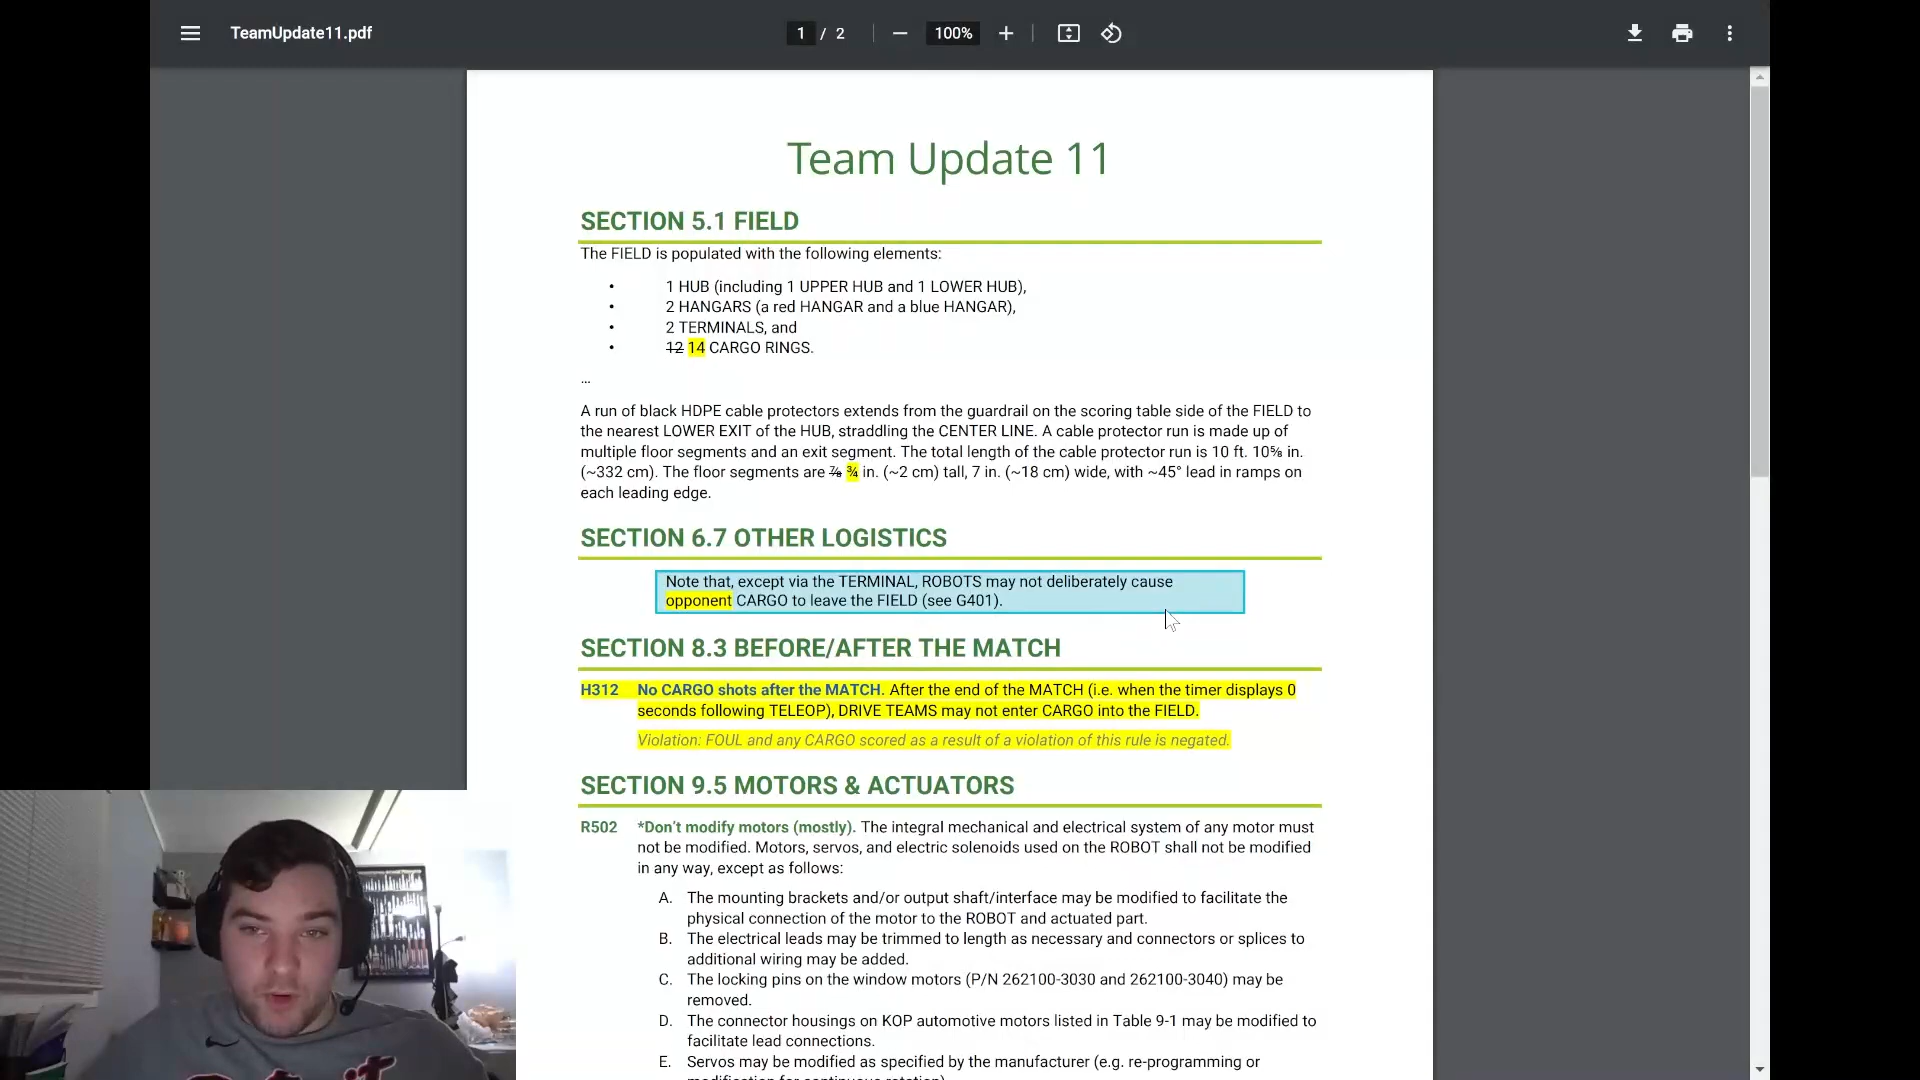 TeamUpdate11.pdf
1 / 2
100%
Team Update 11
SECTION 5.1 FIELD
The FIELD is populated with the following elements:
• 1 HUB (including 1 UPPER HUB and 1 LOWER HUB),
• 2 HANGARS (a red HANGAR and a blue HANGAR),
• 2 TERMINALS, and
• 12 14 CARGO RINGS.
...
A run of black HDPE cable protectors extends from the guardrail on the scoring table side of the FIELD to
the nearest LOWER EXIT of the HUB, straddling the CENTER LINE. A cable protector run is made up of
multiple floor segments and an exit segment. The total length of the cable protector run is 10 ft. 10⅝ in.
(~332 cm). The floor segments are ⅞ ¾ in. (~2 cm) tall, 7 in. (~18 cm) wide, with ~45° lead in ramps on
each leading edge.
SECTION 6.7 OTHER LOGISTICS
Note that, except via the TERMINAL, ROBOTS may not deliberately cause
opponent CARGO to leave the FIELD (see G401).
SECTION 8.3 BEFORE/AFTER THE MATCH
H312 No CARGO shots after the MATCH. After the end of the MATCH (i.e. when the timer displays 0
seconds following TELEOP), DRIVE TEAMS may not enter CARGO into the FIELD.
Violation: FOUL and any CARGO scored as a result of a violation of this rule is negated.
SECTION 9.5 MOTORS & ACTUATORS
R502 *Don't modify motors (mostly). The integral mechanical and electrical system of any motor must
not be modified. Motors, servos, and electric solenoids used on the ROBOT shall not be modified
in any way, except as follows:
A. The mounting brackets and/or output shaft/interface may be modified to facilitate the
physical connection of the motor to the ROBOT and actuated part.
B. The electrical leads may be trimmed to length as necessary and connectors or splices to
additional wiring may be added.
C. The locking pins on the window motors (P/N 262100-3030 and 262100-3040) may be
removed.
D. The connector housings on KOP automotive motors listed in Table 9-1 may be modified to
facilitate lead connections.
E. Servos may be modified as specified by the manufacturer (e.g. re-programming or